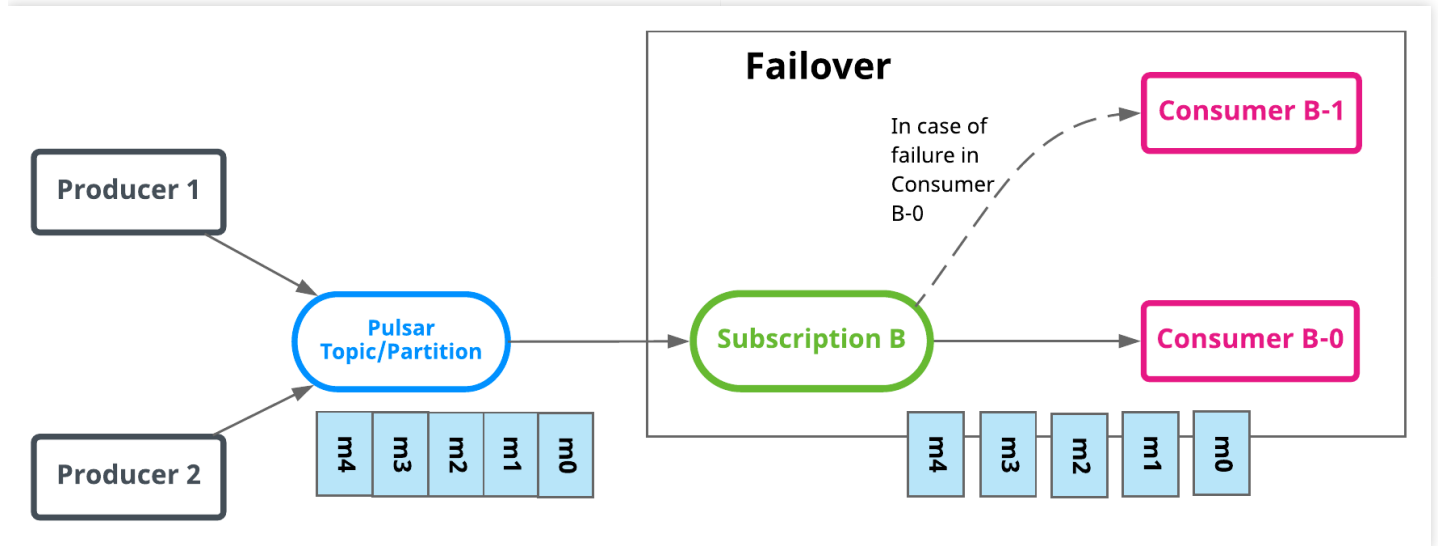 Failover
Consumer B-1
In case of
failure in
Consumer
B-0
Producer 1
Pulsar
Topic/Partition
Subscription B
Consumer B-0
Producer 2
m4
m3
m2
m1
m0
m4
m3
m2
m1
m0